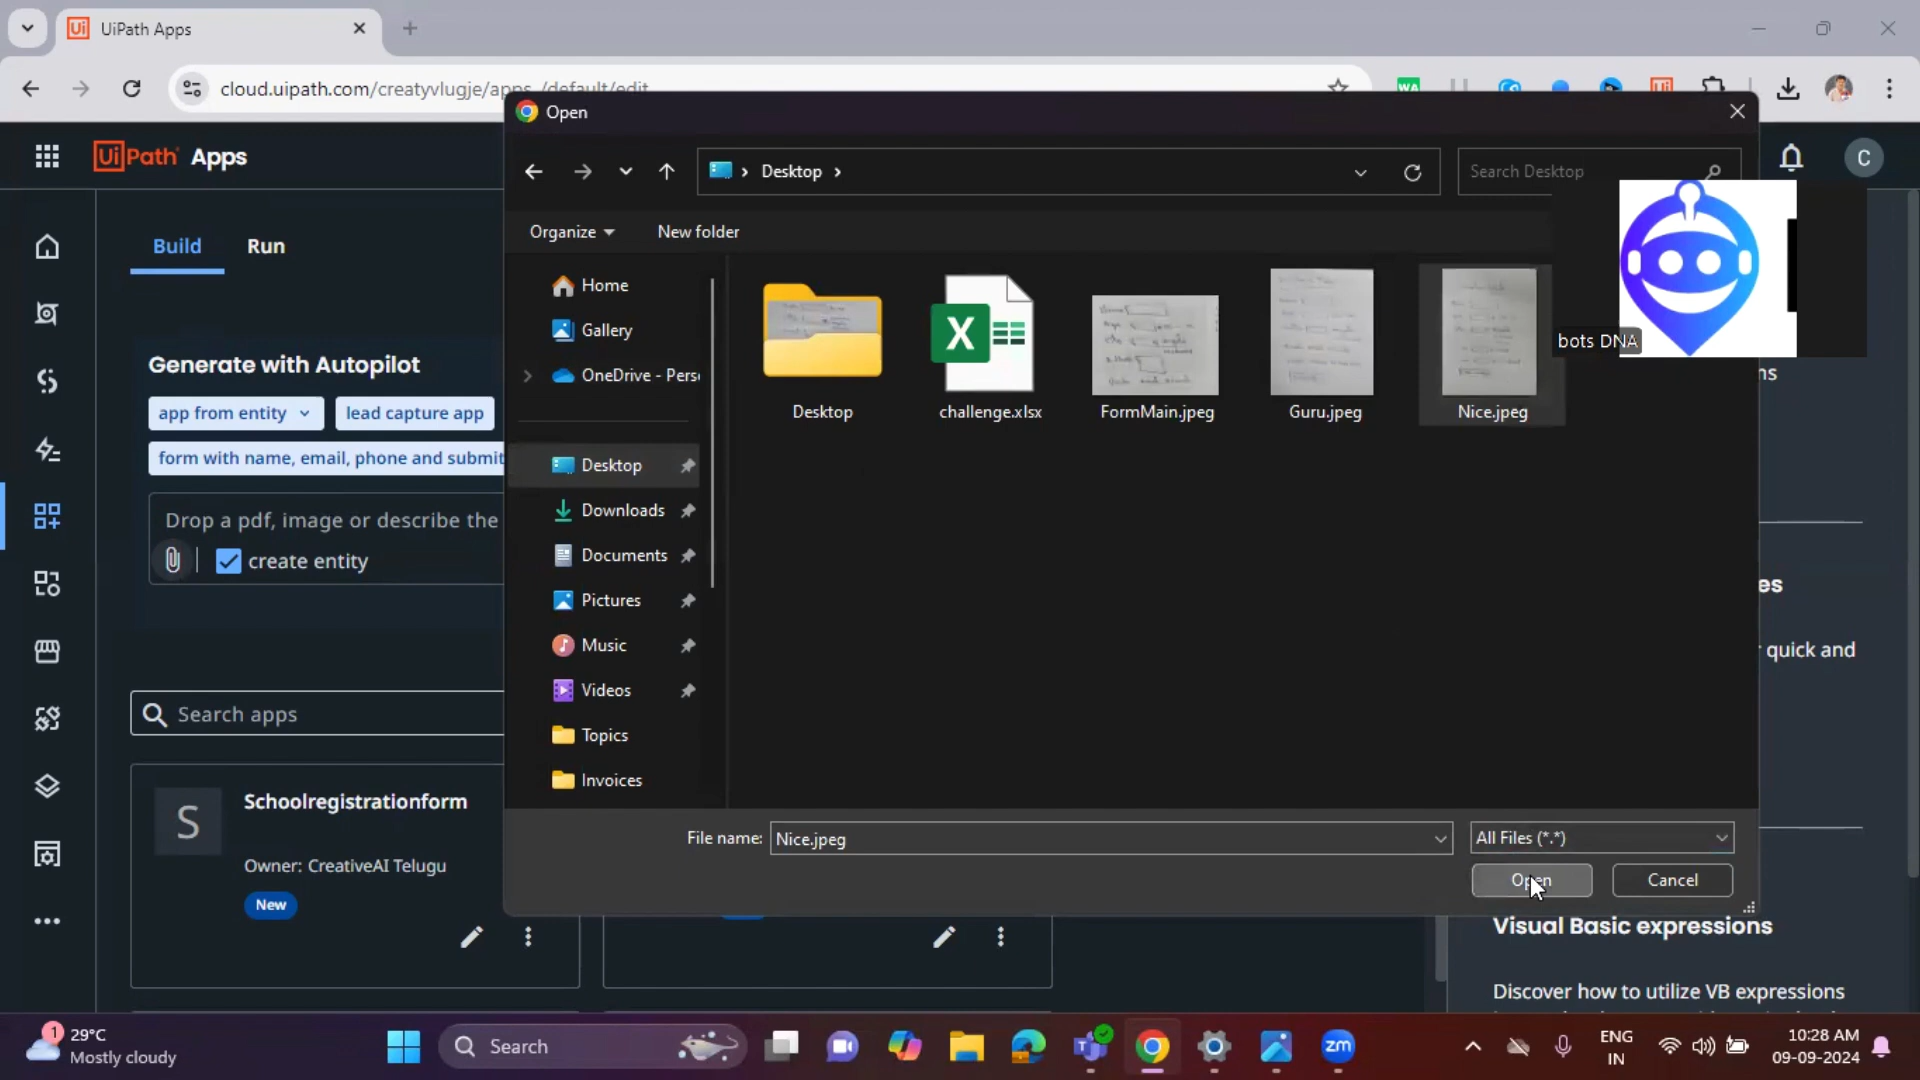 UiPath Apps
cloud.uipath.com/creatyvlugje/apps_/default/edit
UiPath Apps
C
Build
Run
Generate with Autopilot
app from entity
lead capture app
form with name, email, phone and submit
Drop a pdf, image or describe the
create entity
Search apps
S
Schoolregistrationform
Owner: CreativeAI Telugu
New
Open
Desktop
Search Desktop
Organize
New folder
Home
Gallery
OneDrive - Pers
Desktop
Downloads
Documents
Pictures
Music
Videos
Topics
Invoices
Desktop
challenge.xlsx
FormMain.jpeg
Guru.jpeg
Nice.jpeg
bots DNA
File name:
Nice.jpeg
All Files (*.*)
Open
Cancel
quick and
Visual Basic expressions
Discover how to utilize VB expressions
1
29°C
Mostly cloudy
Search
zm
ENG
IN
10:28 AM
09-09-2024